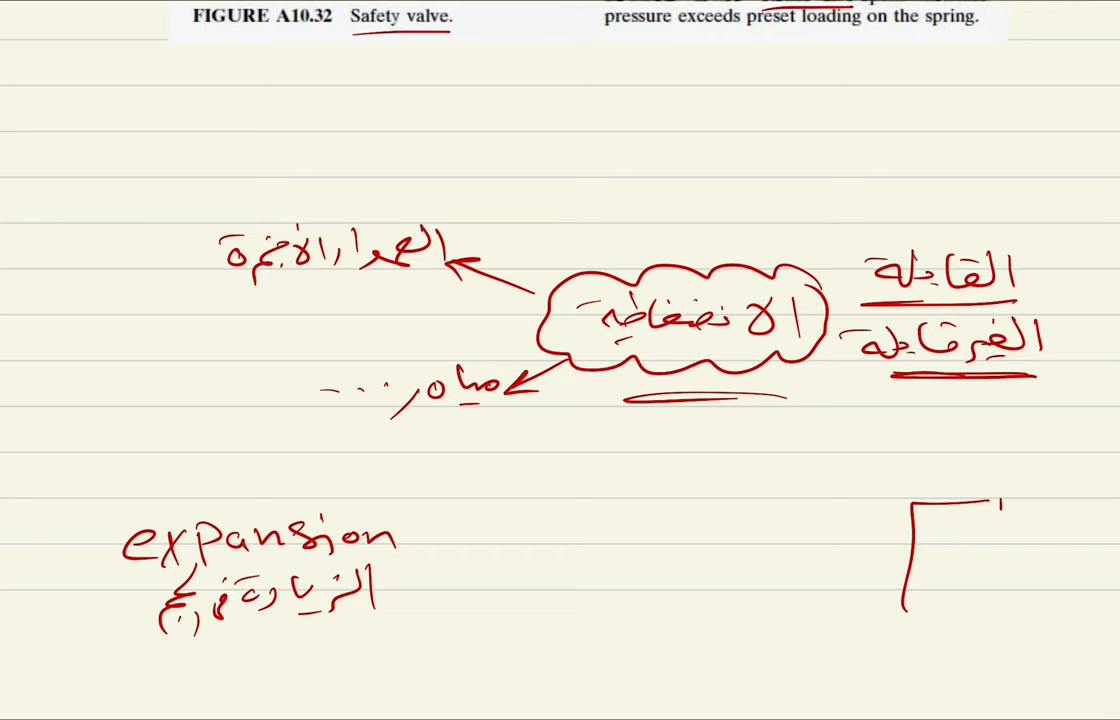 FIGURE A10.32 Safety valve.
pressure exceeds preset loading on the spring.
الهواء, الأبخرة
القابلة
الانضغاطية
الغير قابلة
مياه, ...
expansion
الزيادة في